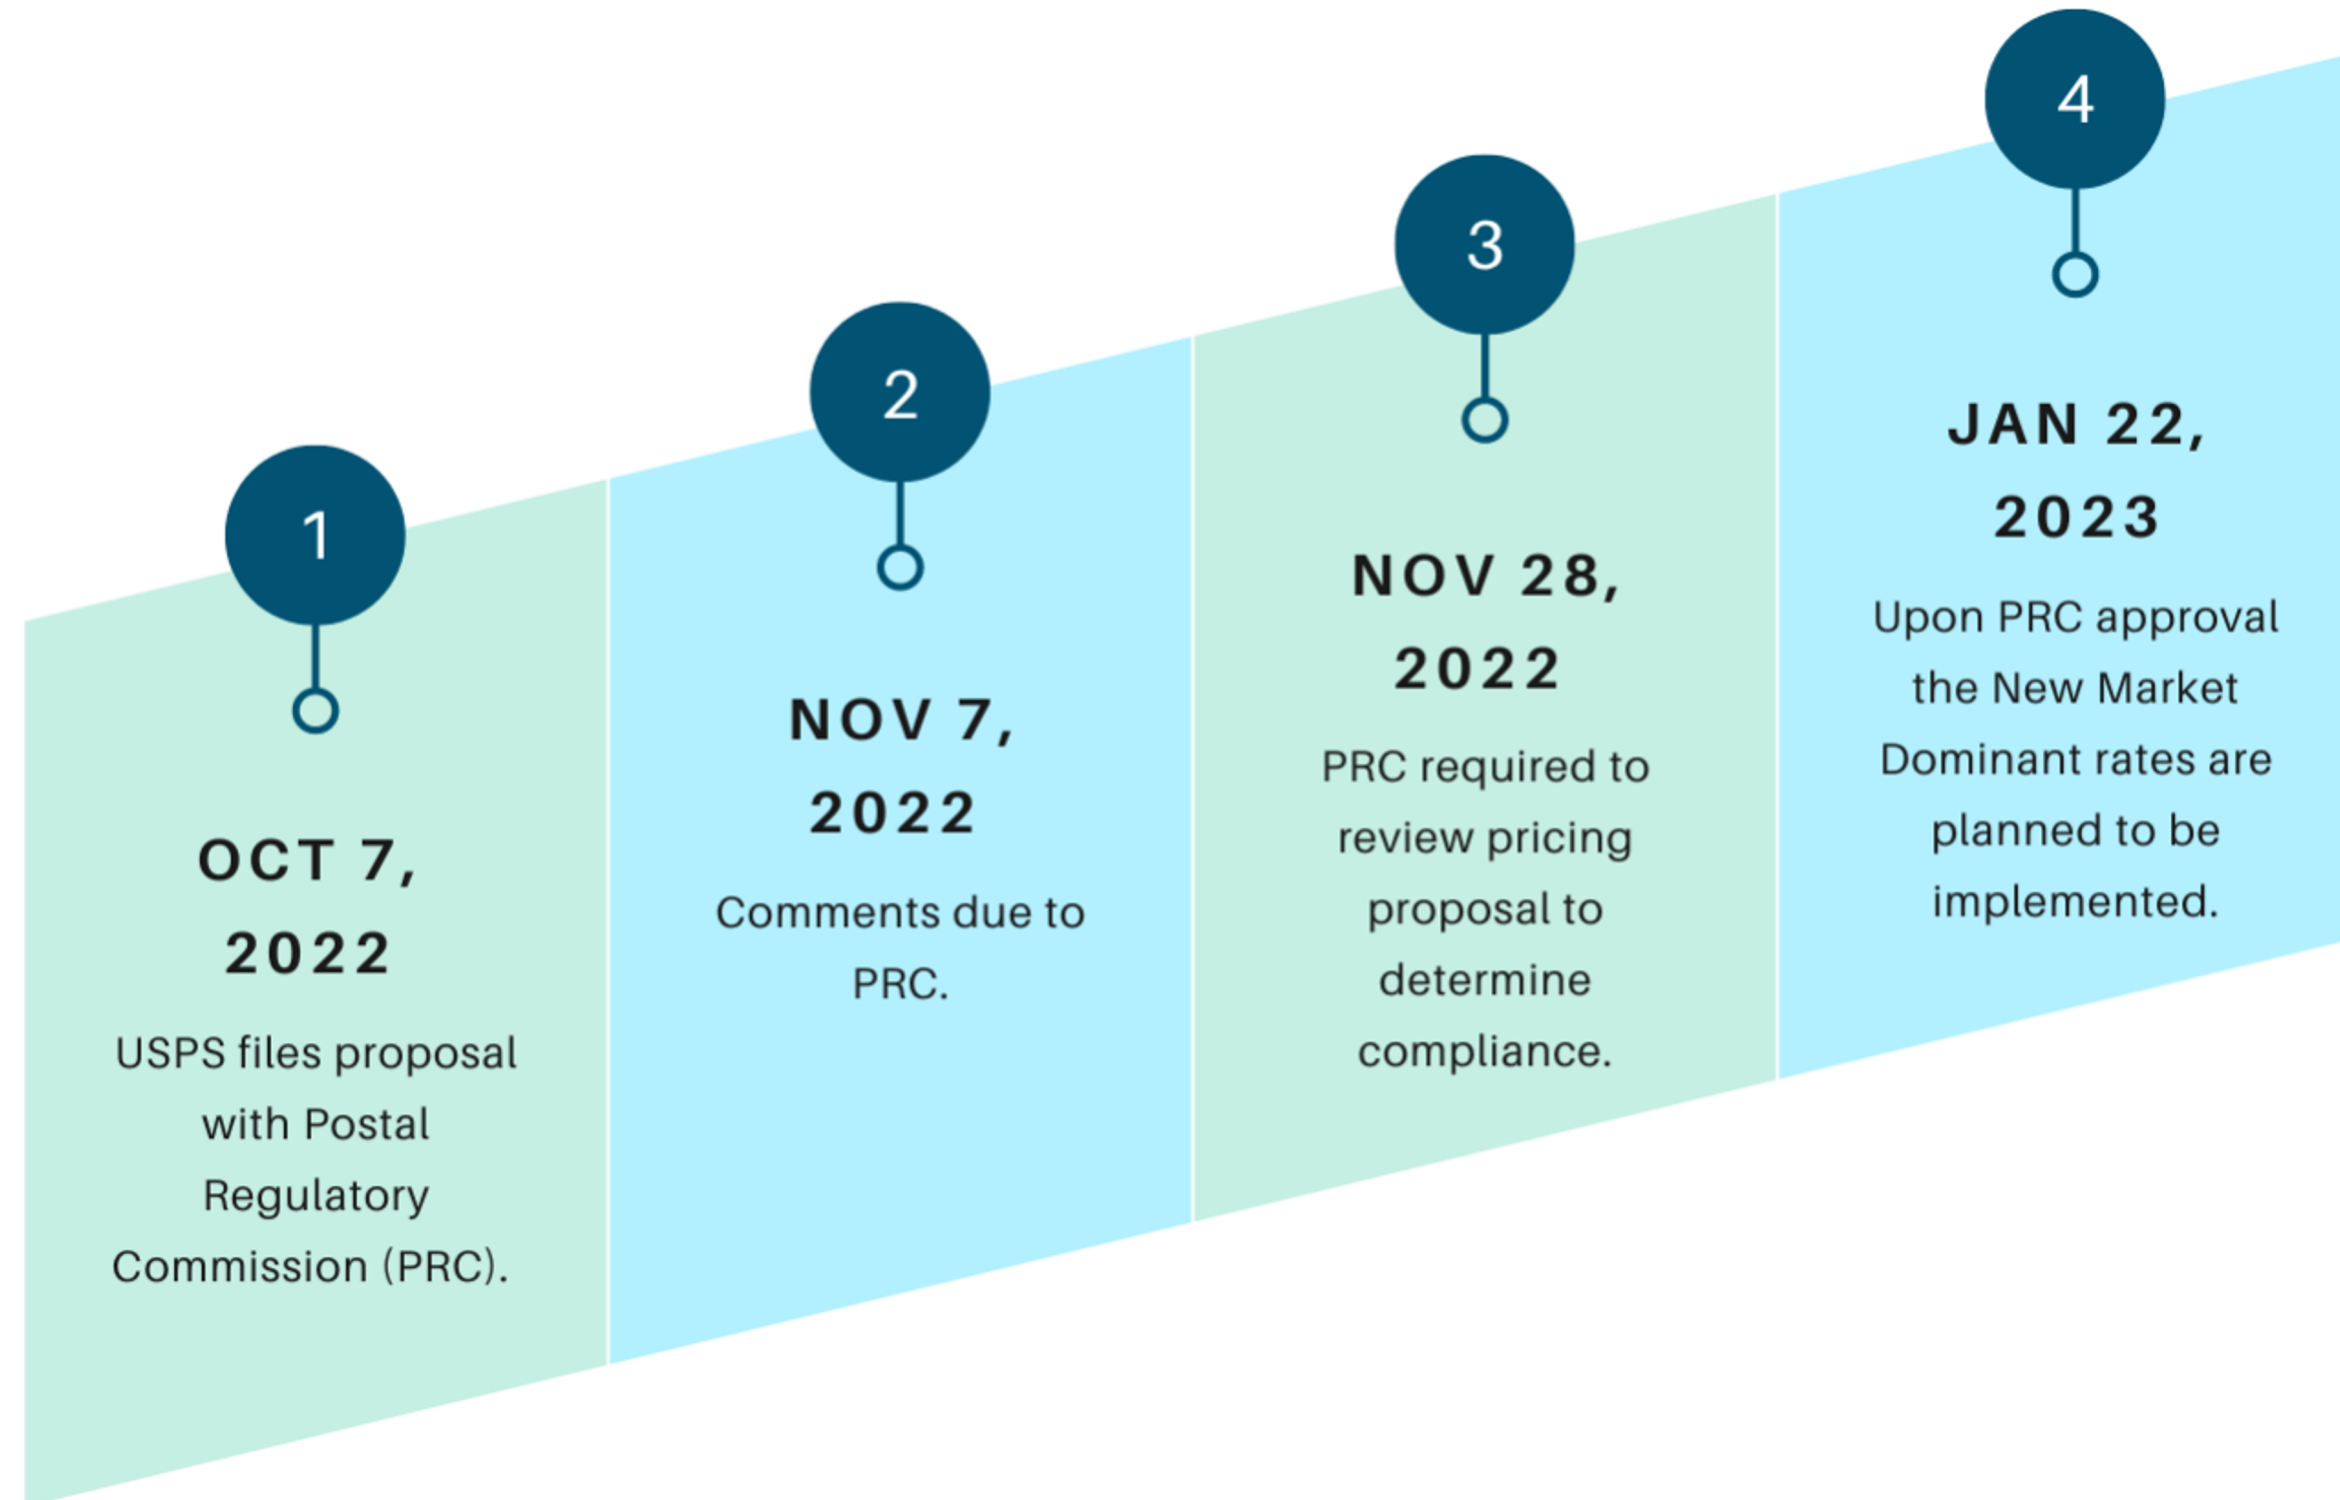 1
OCT 7,
2022
USPS files proposal
with Postal
Regulatory
Commission (PRC).
2
NOV 7,
2022
Comments due to
PRC.
3
NOV 28,
2022
PRC required to
review pricing
proposal to
determine
compliance.
4
JAN 22,
2023
Upon PRC approval
the New Market
Dominant rates are
planned to be
implemented.